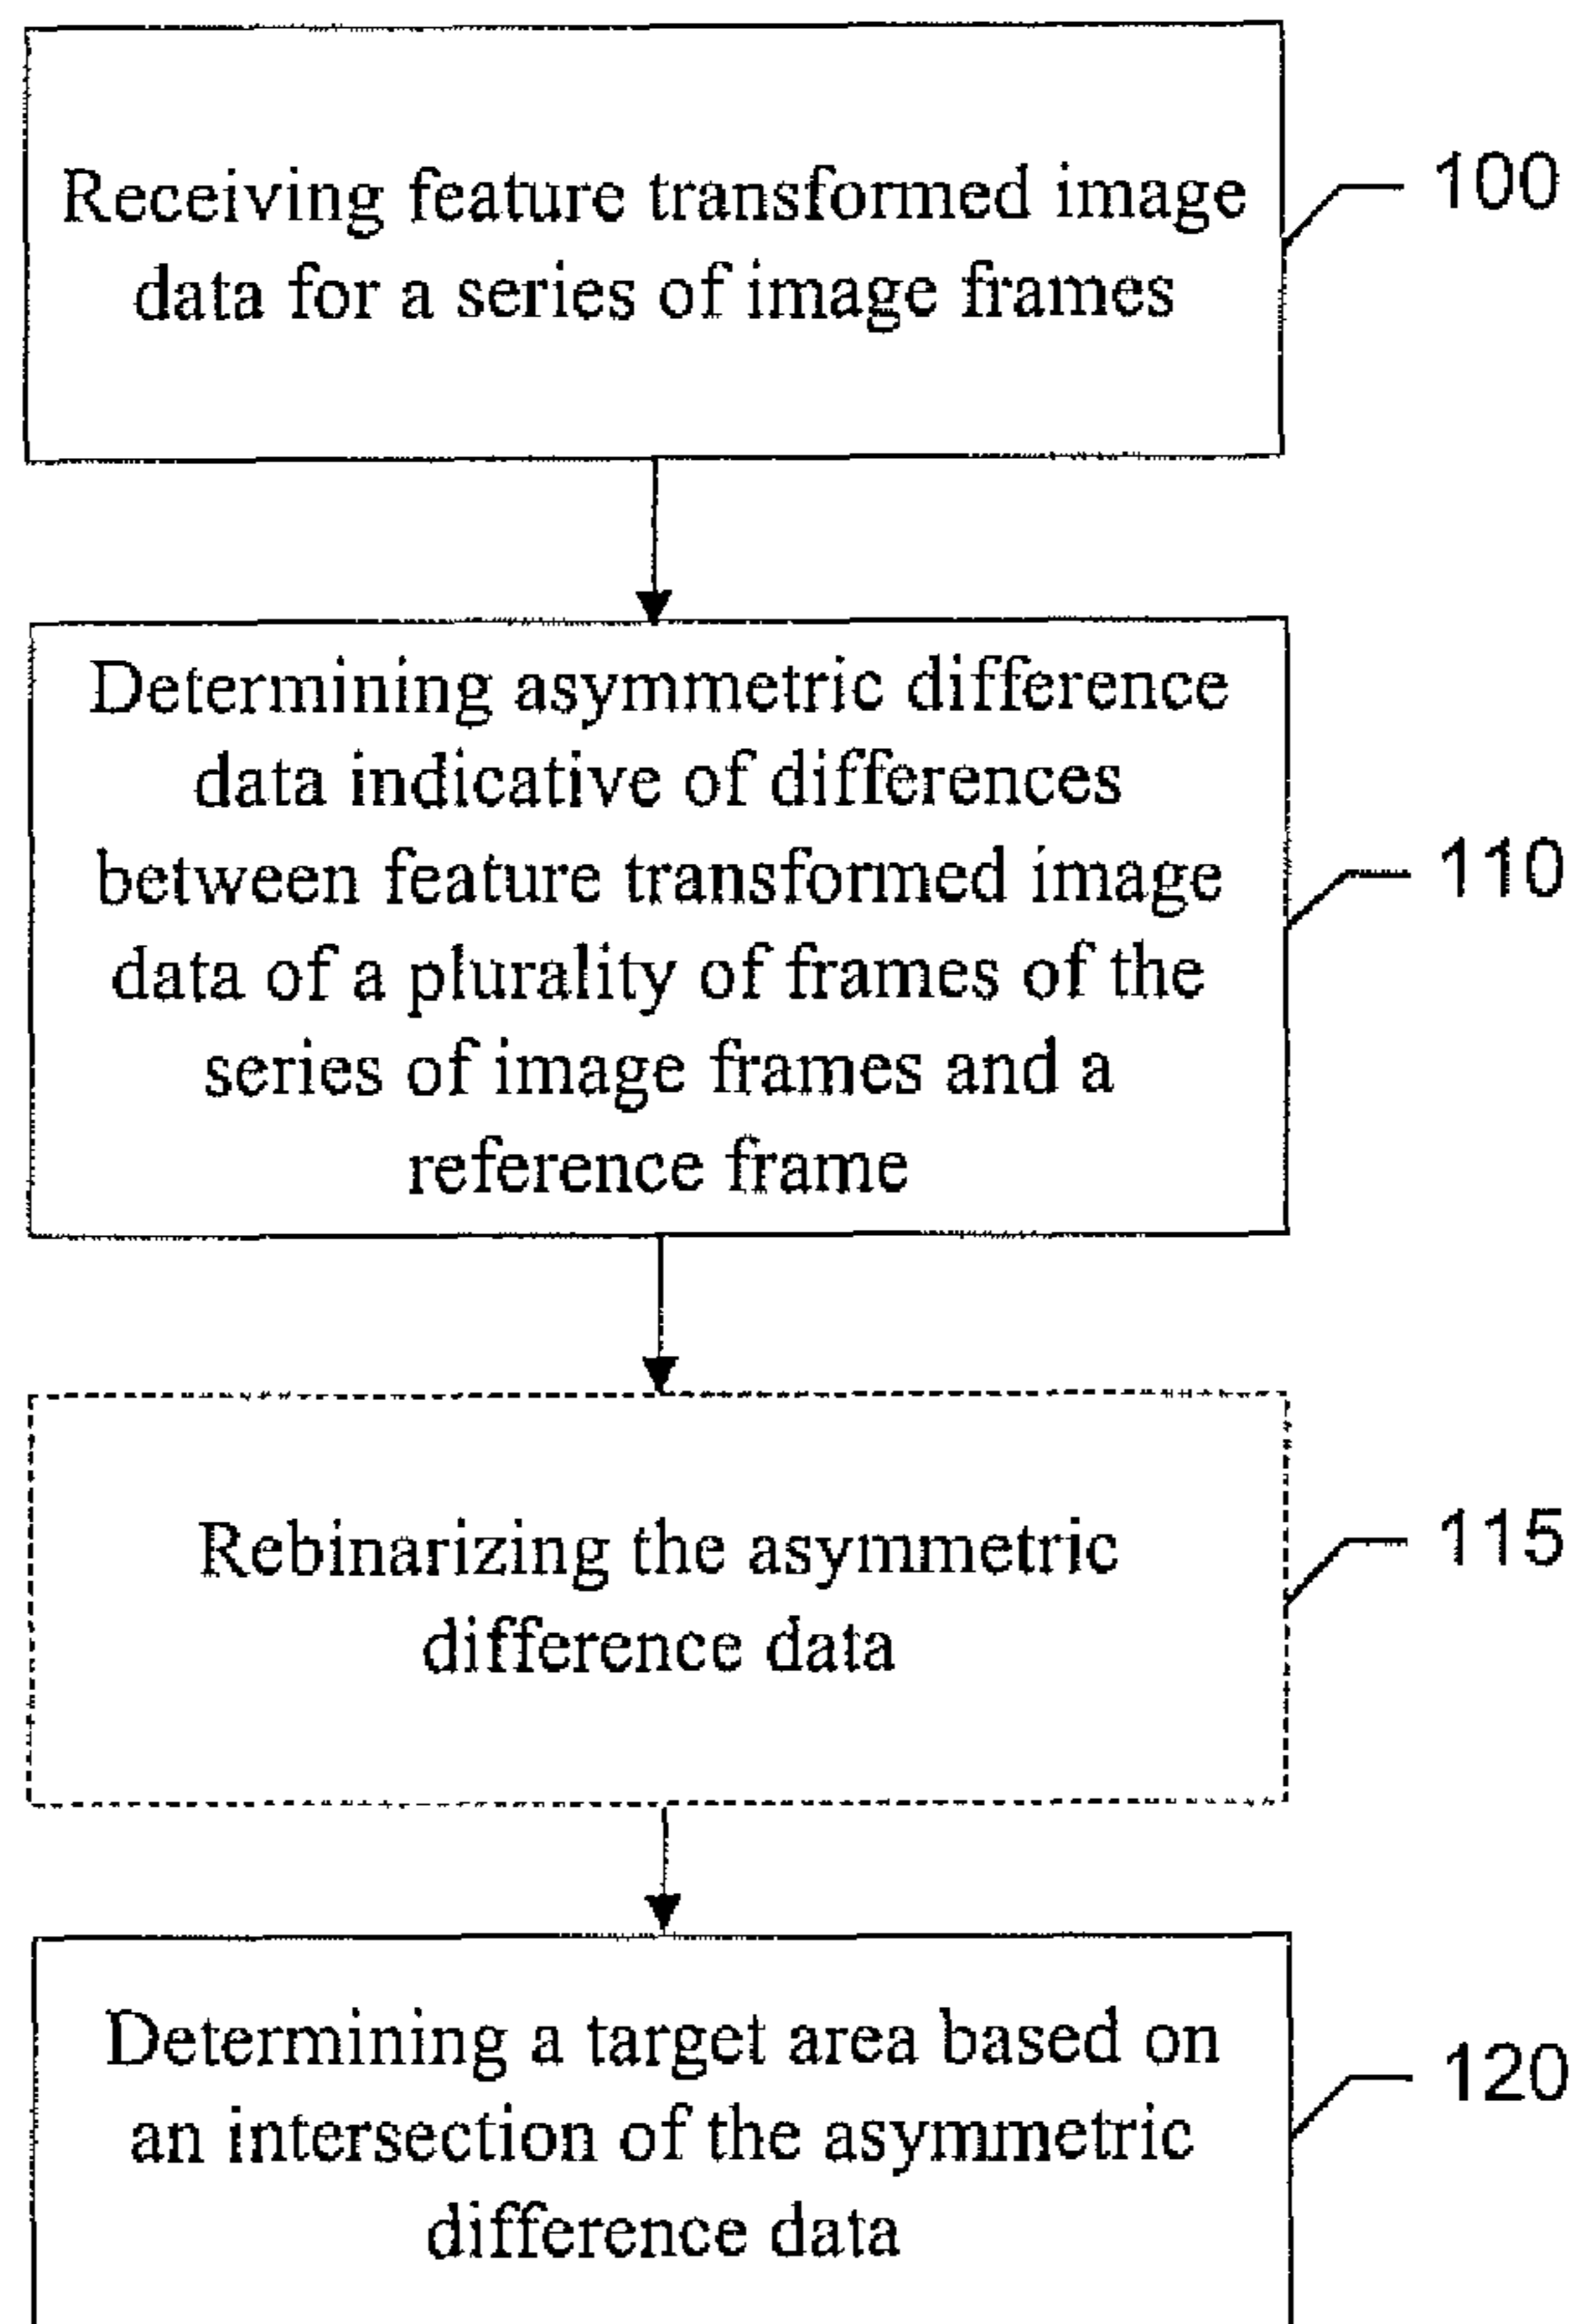 Receiving feature transformed image
data for a series of image frames
100
Determining asymmetric difference
data indicative of differences
between feature transformed image
data of a plurality of frames of the
series of image frames and a
reference frame
110
Rebinarizing the asymmetric
difference data
115
Determining a target area based on
an intersection of the asymmetric
difference data
120